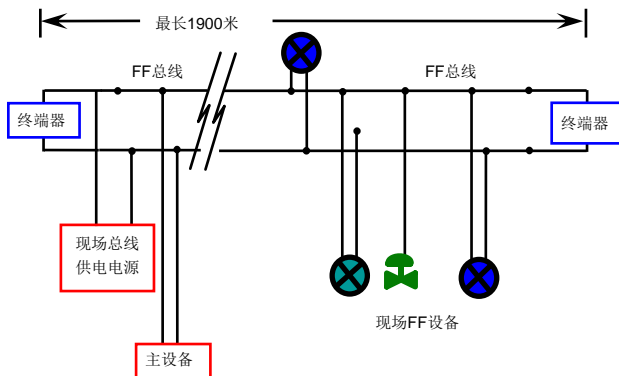 最长1900米
FF总线
FF总线
终端器
终端器
现场总线
供电电源
现场FF设备
主设备